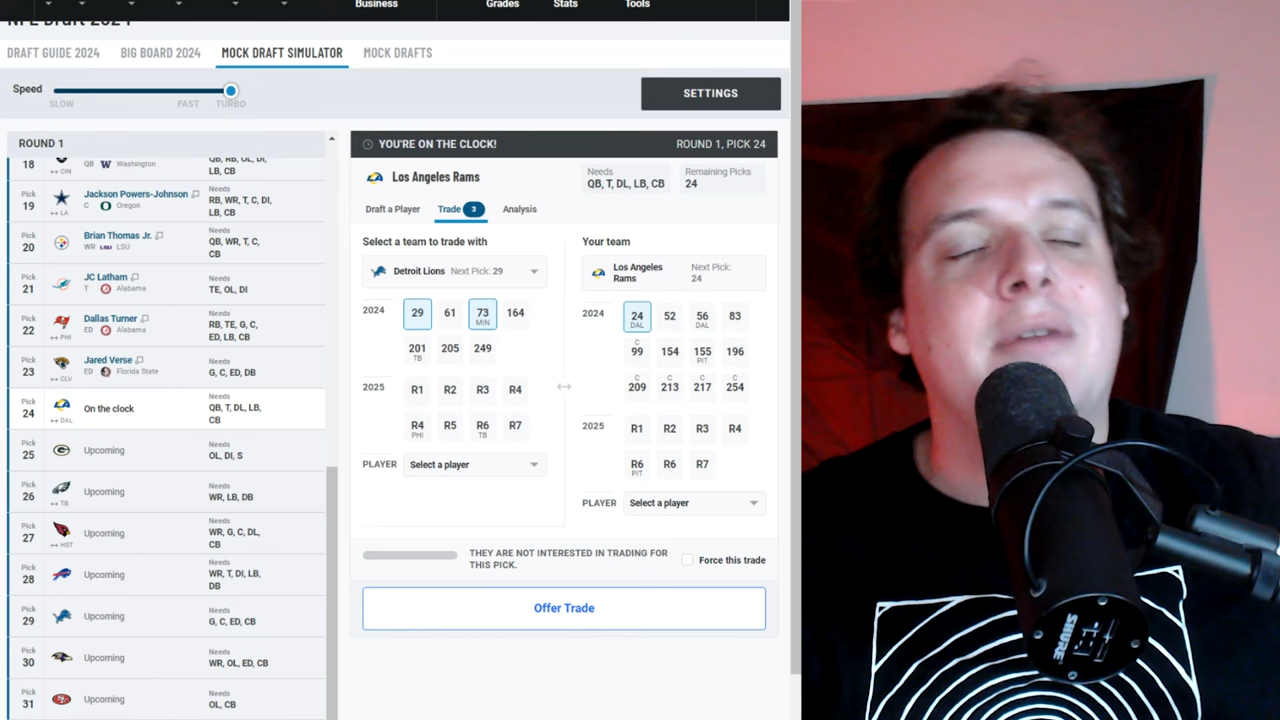 Business Grades Stats Tools
NFL Draft 2024
DRAFT GUIDE 2024 BIG BOARD 2024 MOCK DRAFT SIMULATOR MOCK DRAFTS
Speed
SLOW FAST TURBO
SETTINGS
ROUND 1
18 QB W Washington QB, RB, OL, DI,
CIN LB, CB
Pick Jackson Powers-Johnson Needs
19 C Oregon RB, WR, T, C, DI,
LA LB, CB
Pick Brian Thomas Jr. Needs
20 WR LSU LSU QB, WR, T, C,
CB
Pick JC Latham Needs
21 T Alabama TE, OL, DI
Pick Dallas Turner Needs
22 ED Alabama RB, TE, G, C,
PHI ED, LB, CB
Pick Jared Verse Needs
23 ED Florida State G, C, ED, DB
CLV
Pick On the clock Needs
24 QB, T, DL, LB,
DAL CB
Pick Upcoming Needs
25 OL, DI, S
Pick Upcoming Needs
26 WR, LB, DB
TB
Pick Upcoming Needs
27 WR, G, C, DL,
HST CB
Pick Upcoming Needs
28 WR, T, DI, LB,
DB
Pick Upcoming Needs
29 G, C, ED, CB
Pick Upcoming Needs
30 WR, OL, ED, CB
Pick Upcoming Needs
31 OL, CB
YOU'RE ON THE CLOCK! ROUND 1, PICK 24
Los Angeles Rams
Needs
QB, T, DL, LB, CB
Remaining Picks
24
Draft a Player Trade 3 Analysis
Select a team to trade with
Detroit Lions Next Pick: 29
2024 29 61 73 164
MIN
201 205 249
TB
2025 R1 R2 R3 R4
R4 R5 R6 R7
PHI TB
PLAYER Select a player
Your team
Los Angeles
Rams
Next Pick:
24
2024 24 52 56 83
DAL DAL
C
99 154 155 196
PIT
C C C C
209 213 217 254
2025 R1 R2 R3 R4
R6 R6 R7
PIT
PLAYER Select a player
THEY ARE NOT INTERESTED IN TRADING FOR
THIS PICK.
Force this trade
Offer Trade
SHURE